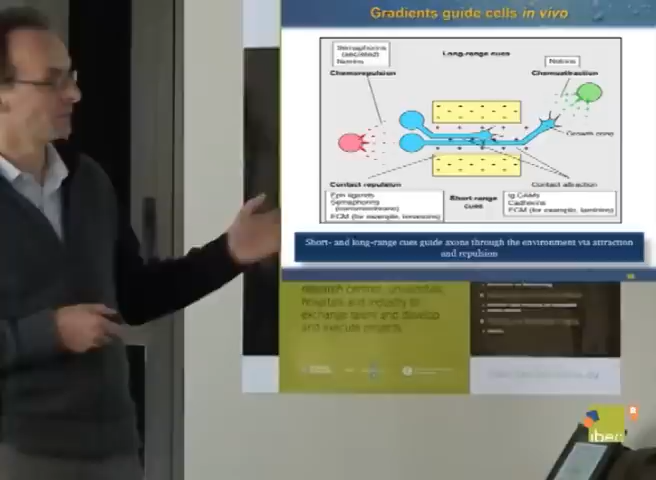 Gradients guide cells in vivo
Semaphorins
(secreted)
Netrins
Long-range cues
Netrins
Chemorepulsion
Chemoattraction
Growth cone
Contact repulsion
Contact attraction
Eph ligands
Semaphorins
(transmembrane)
ECM (for example, tenascins)
Short-range
cues
Ig CAMs
Cadherins
ECM (for example, laminins)
Short- and long-range cues guide axons through the environment via attraction
and repulsion
research centres, universities,
hospitals and industry to
exchange talent and develop
and execute projects
ibec